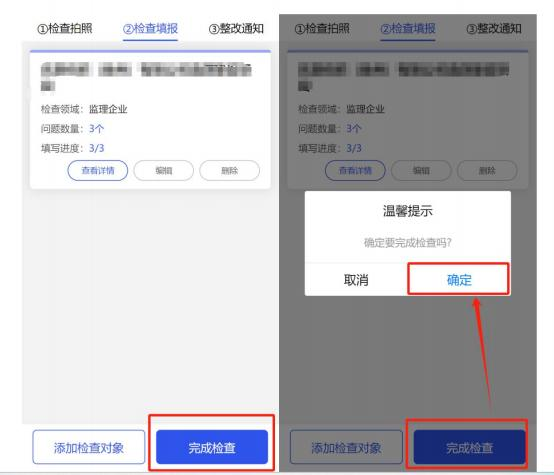 ①检查拍照 ②检查填报 ③整改通知
检查领域：监理企业
问题数量：3个
填写进度：3/3
查看详情 编辑 删除
添加检查对象 完成检查
①检查拍照 ②检查填报 ③整改通知
检查领域：监理企业
问题数量：3个
填写进度：3/3
查看详情 编辑 删除
温馨提示
确定要完成检查吗?
取消 确定
添加检查对象 完成检查